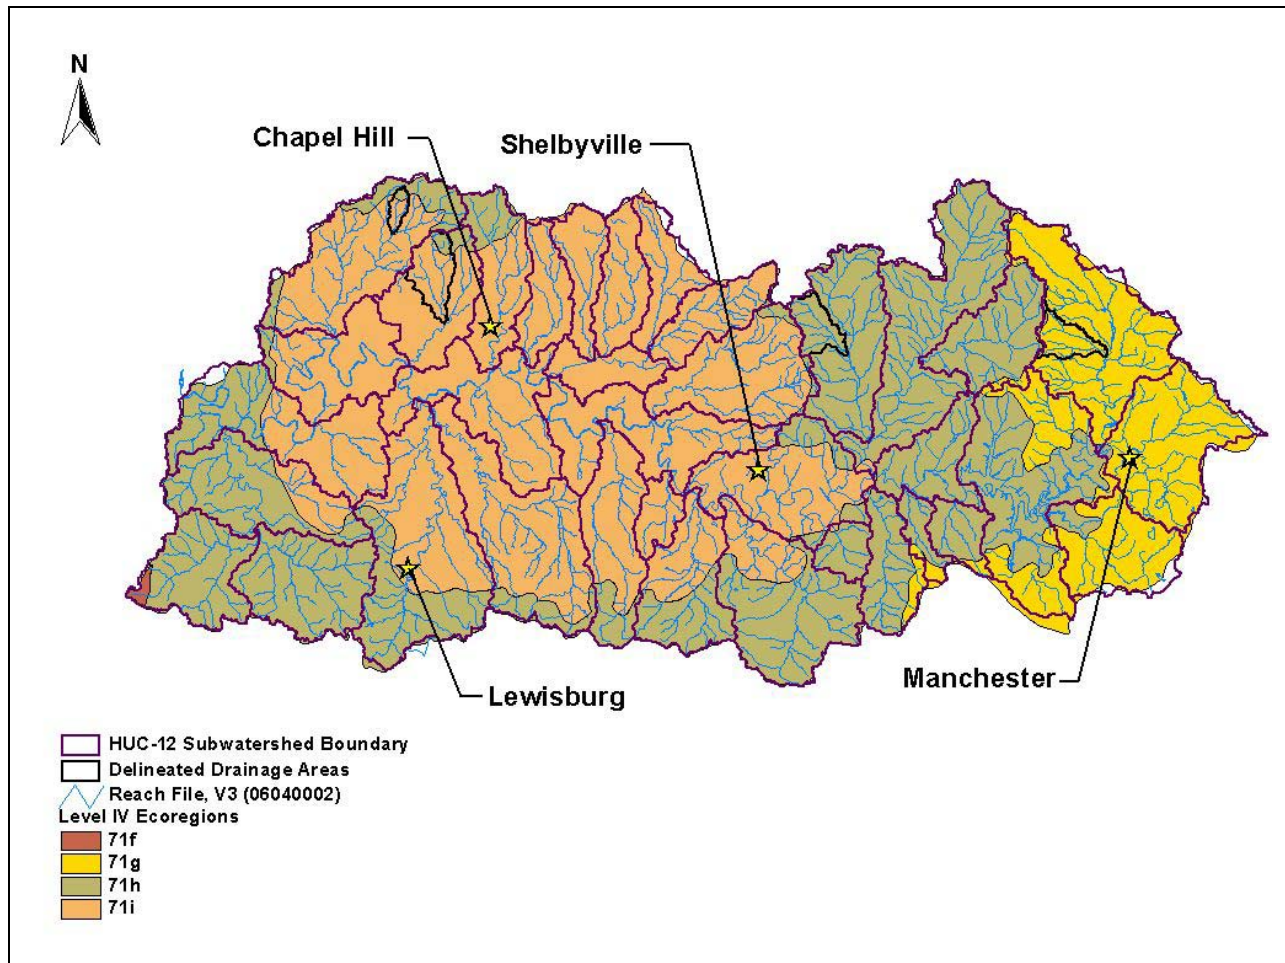 N
Chapel Hill
Shelbyville
Manchester
Lewisburg
HUC-12 Subwatershed Boundary
Delineated Drainage Areas
Reach File, V3 (06040002)
Level IV Ecoregions
71f
71g
71h
71i